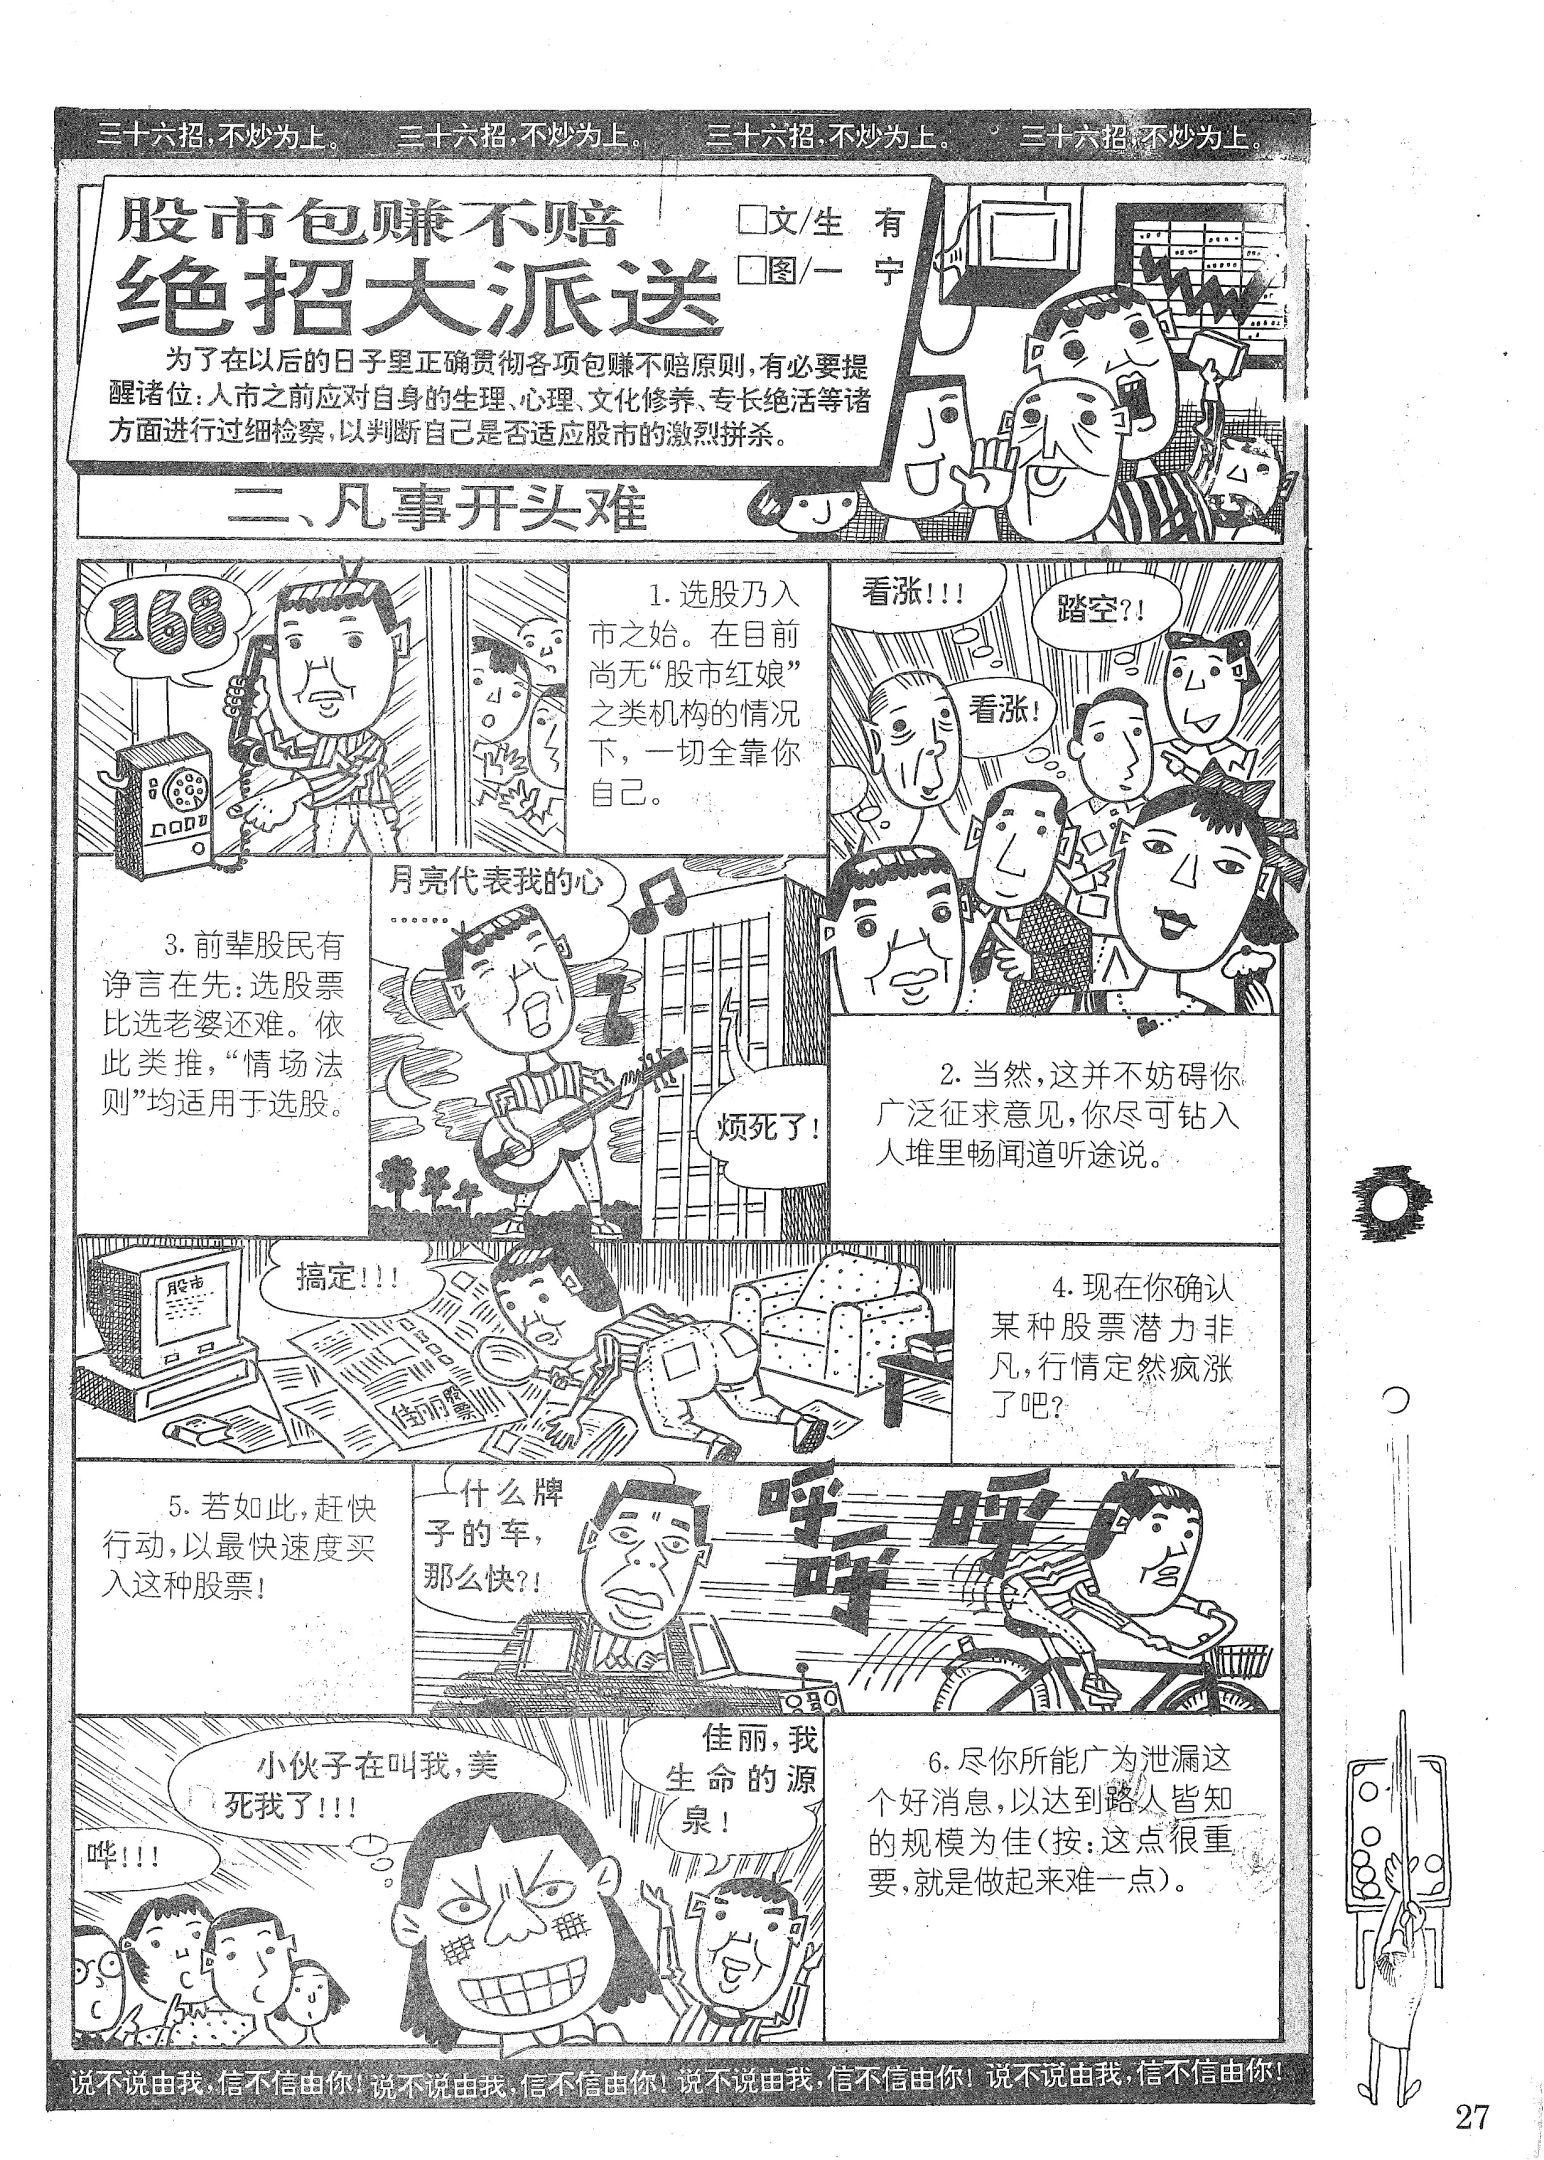 三十六招,不炒为上。 三十六招,不炒为上。 三十六招,不炒为上。 三十六招,不炒为上。
股市包赚不赔
绝招大派送
□文/生 有
□图/一 宁
为了在以后的日子里正确贯彻各项包赚不赔原则,有必要提
醒诸位:入市之前应对自身的生理、心理、文化修养、专长绝活等诸
方面进行过细检察,以判断自己是否适应股市的激烈拼杀。
二、凡事开头难
168
1. 选股乃入
市之始。在目前
尚无“股市红娘”
之类机构的情况
下,一切全靠你
自己。
看涨!!!
踏空?!
看涨!
2. 当然,这并不妨碍你
广泛征求意见,你尽可钻入
人堆里畅闻道听途说。
3. 前辈股民有
诤言在先:选股票
比选老婆还难。依
此类推,“情场法
则”均适用于选股。
月亮代表我的心
……
烦死了!
股市
搞定!!!
佳丽股票
4. 现在你确认
某种股票潜力非
凡,行情定然疯涨
了吧?
5. 若如此,赶快
行动,以最快速度买
入这种股票!
什么牌
子的车,
那么快?!
呼
呼
呼
小伙子在叫我,美
死我了!!!
哗!!!
佳丽,我
生命的源
泉!
6. 尽你所能广为泄漏这
个好消息,以达到路人皆知
的规模为佳(按:这点很重
要,就是做起来难一点)。
说不说由我,信不信由你! 说不说由我,信不信由你! 说不说由我,信不信由你! 说不说由我,信不信由你!
27